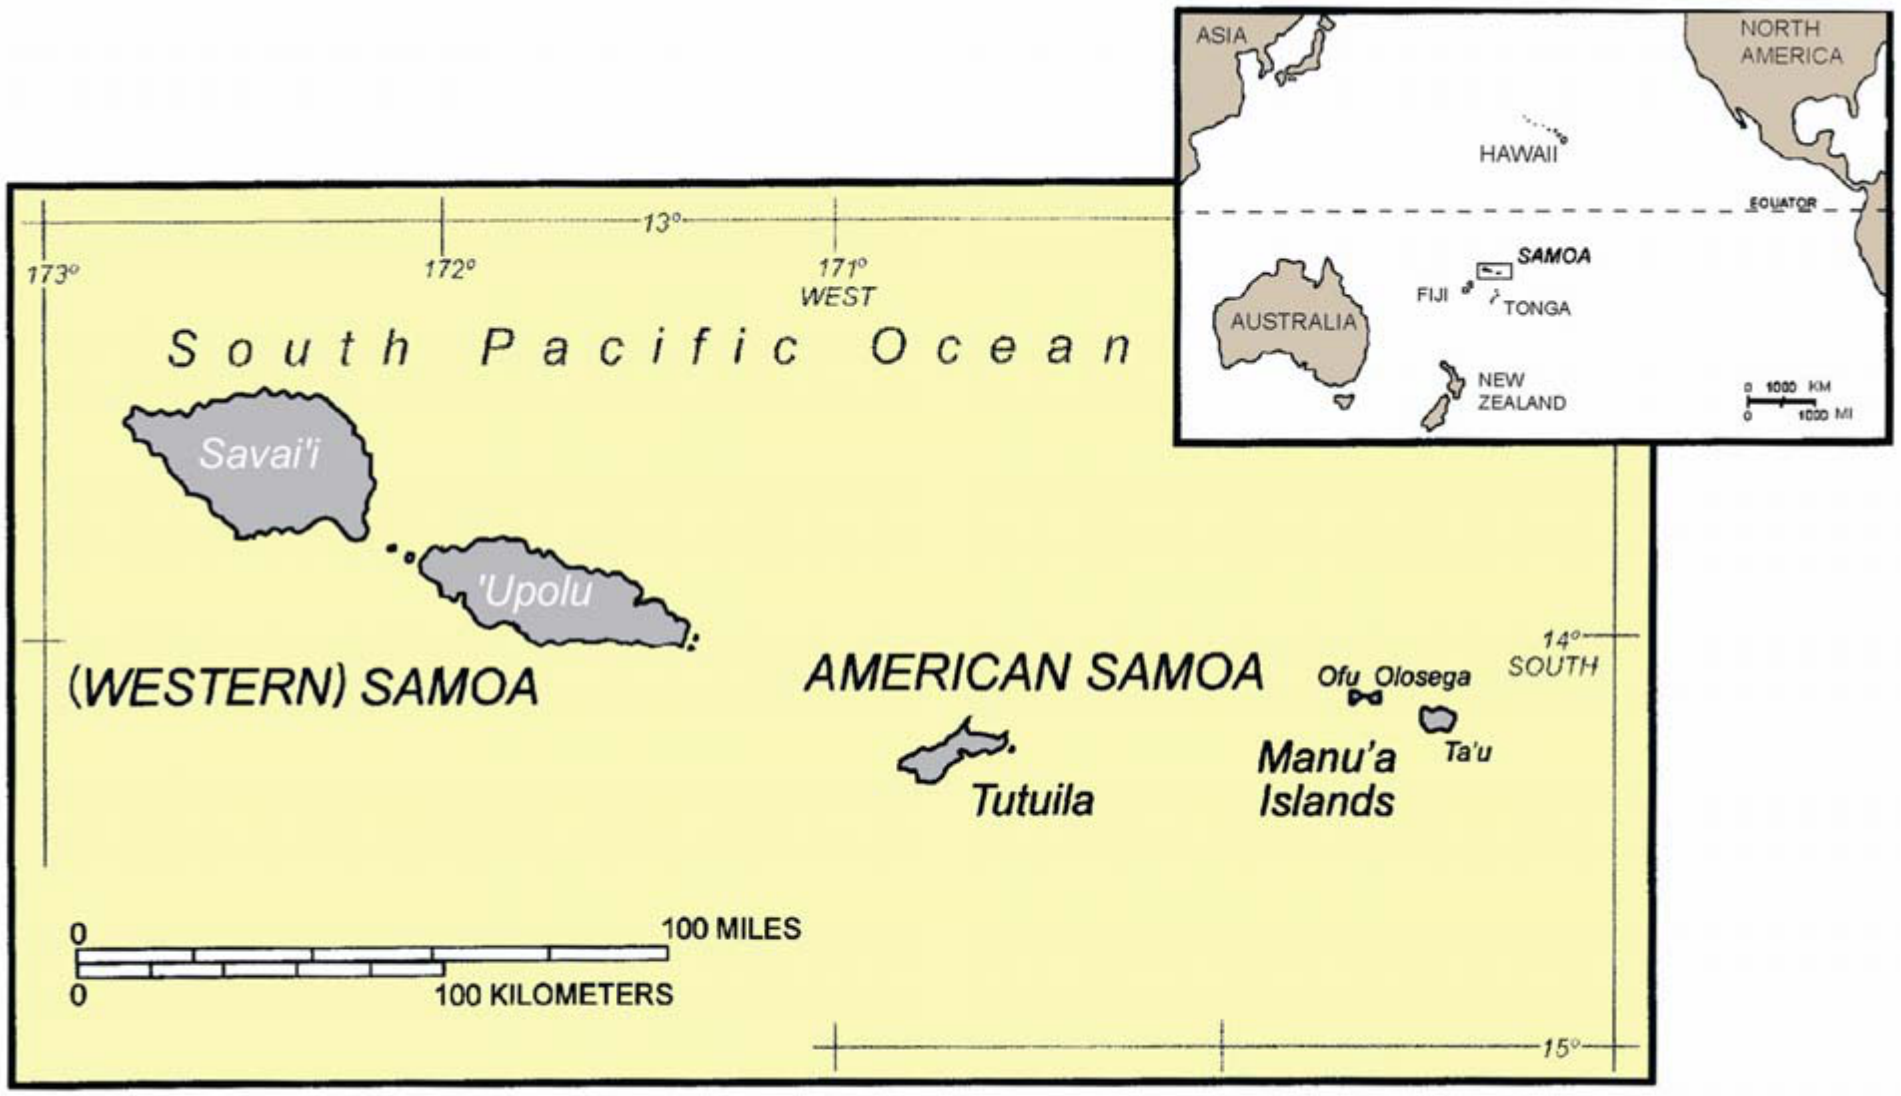 ASIA
NORTH
AMERICA
HAWAII
EQUATOR
SAMOA
FIJI
TONGA
AUSTRALIA
NEW
ZEALAND
0 1000 KM
0 1000 MI
13°
173°
172°
171°
WEST
South Pacific Ocean
Savai'i
'Upolu
14°
SOUTH
(WESTERN) SAMOA
AMERICAN SAMOA
Ofu Olosega
Manu'a
Islands
Ta'u
Tutuila
0 100 MILES
0 100 KILOMETERS
15°